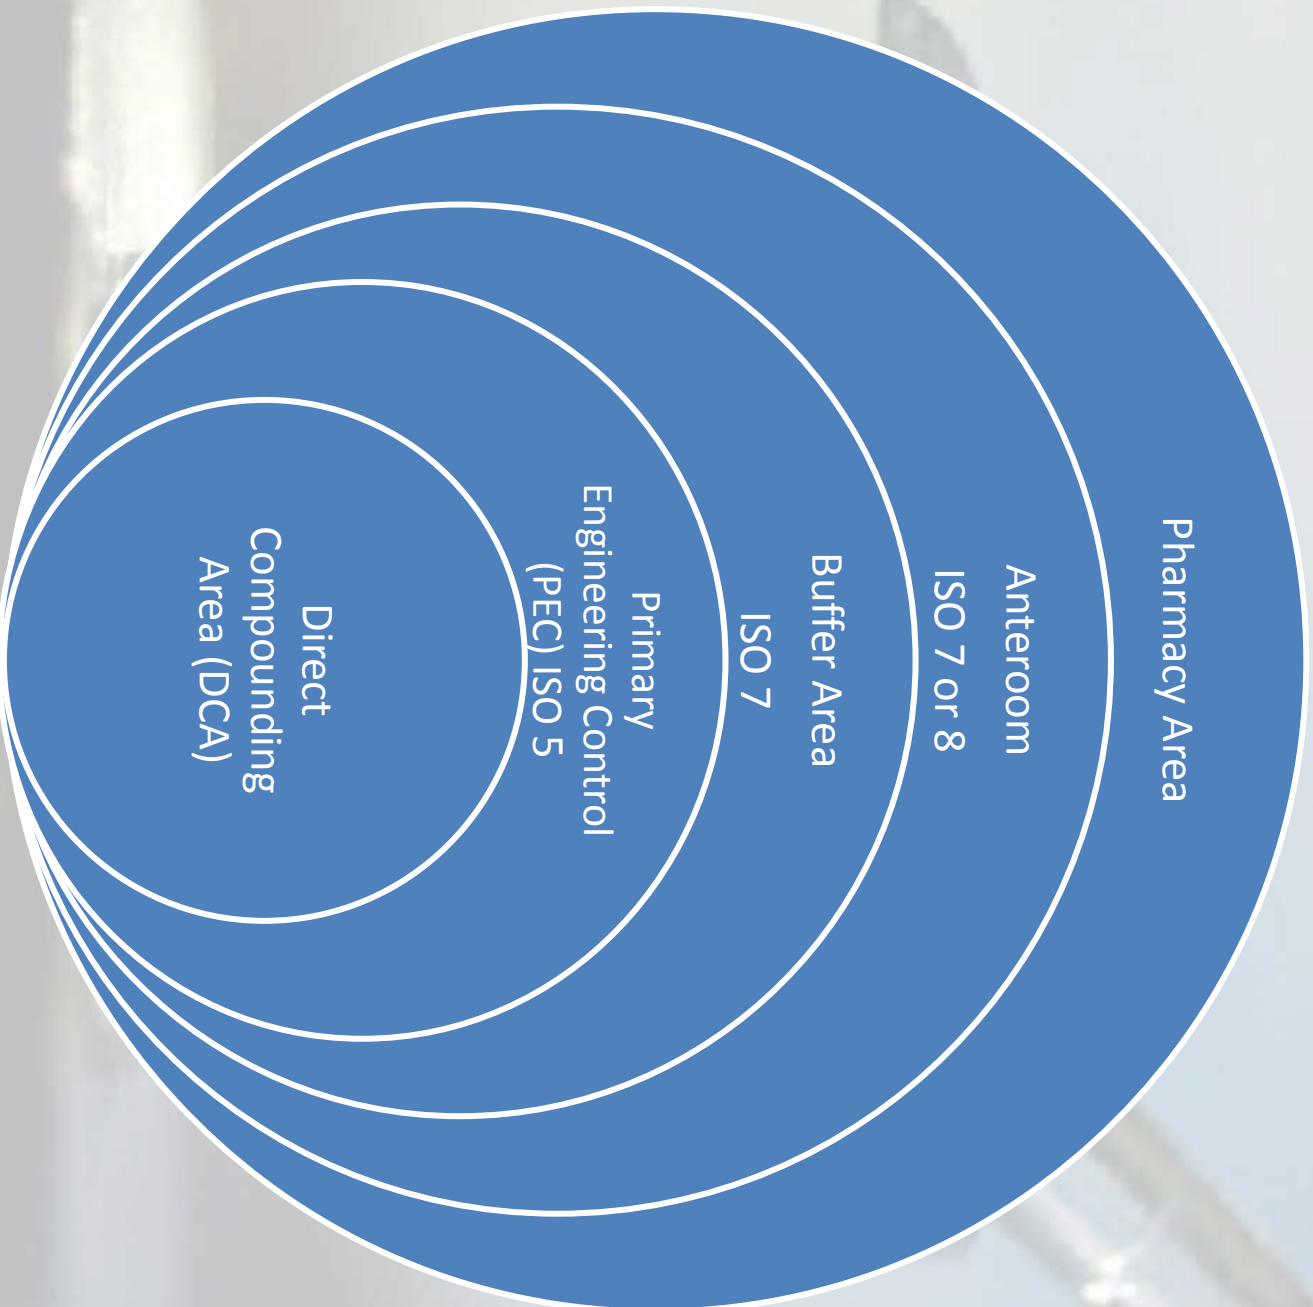 Pharmacy Area
Anteroom
ISO 7 or 8
Buffer Area
ISO 7
Primary
Engineering Control
(PEC) ISO 5
Direct
Compounding
Area (DCA)